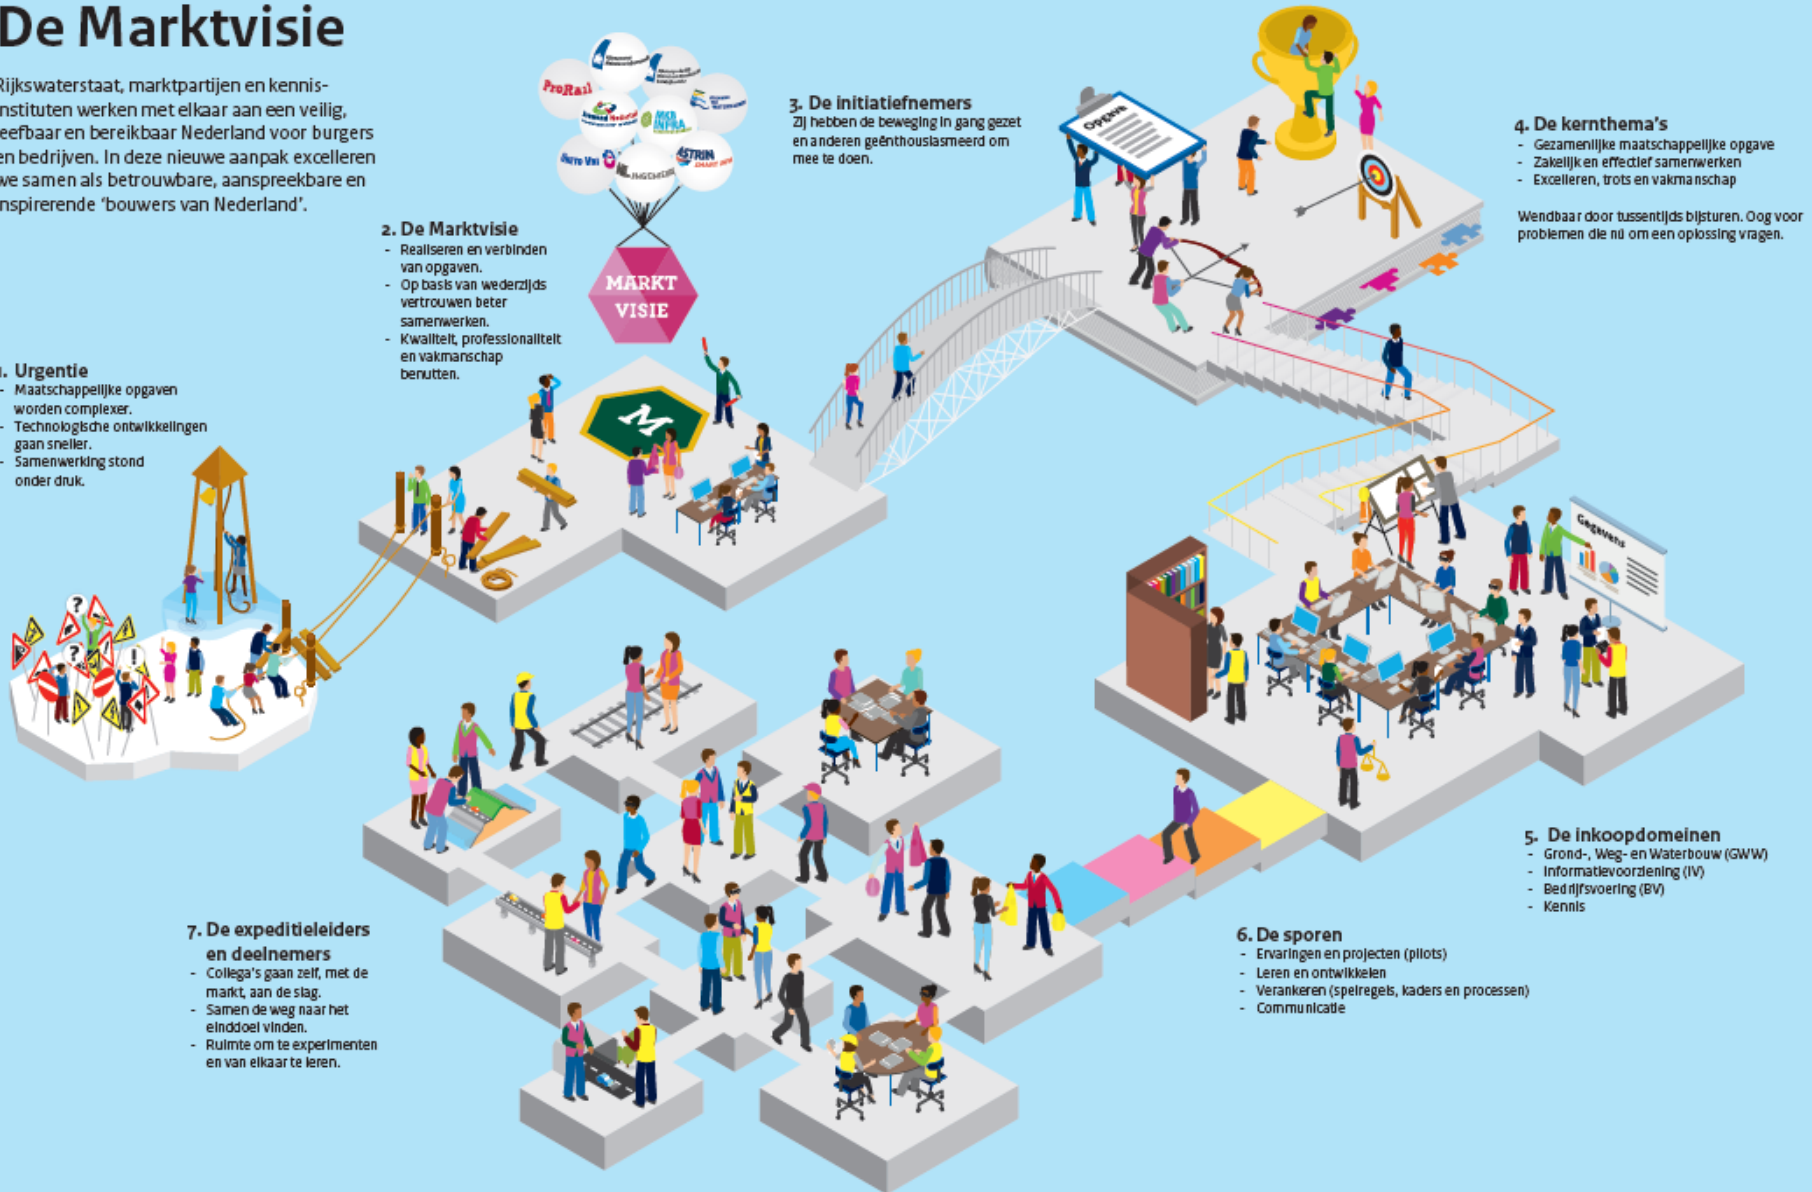 De Marktvisie
Rijkswaterstaat, marktpartijen en kennis-
nstituten werken met elkaar aan een veilig,
eefbaar en bereikbaar Nederland voor burgers
en bedrijven. In deze nieuwe aanpak excelleren
we samen als betrouwbare, aanspreekbare en
nspirerende ‘bouwers van Nederland’.
1. Urgentie
- Maatschappelijke opgaven
worden complexer.
- Technologische ontwikkelingen
gaan sneller.
- Samenwerking stond
onder druk.
2. De Marktvisie
- Realiseren en verbinden
van opgaven.
- Op basis van wederzijds
vertrouwen beter
samenwerken.
- Kwaliteit, professionaliteit
en vakmanschap
benutten.
ProRail
MKB
INFRA
ASTRIN
MARKT
VISIE
M
3. De initiatiefnemers
Zij hebben de beweging in gang gezet
en anderen geënthousiasmeerd om
mee te doen.
Opgave
4. De kernthema’s
- Gezamenlijke maatschappelijke opgave
- Zakelijk en effectief samenwerken
- Excelleren, trots en vakmanschap
Wendbaar door tussentijds bijsturen. Oog voor
problemen die nú om een oplossing vragen.
Gegevens
5. De inkoopdomeinen
- Grond-, Weg- en Waterbouw (GWW)
- Informatievoorziening (IV)
- Bedrijfsvoering (BV)
- Kennis
6. De sporen
- Ervaringen en projecten (pilots)
- Leren en ontwikkelen
- Verankeren (spelregels, kaders en processen)
- Communicatie
7. De expeditieleiders
en deelnemers
- Collega’s gaan zelf, met de
markt, aan de slag.
- Samen de weg naar het
einddoel vinden.
- Ruimte om te experimenten
en van elkaar te leren.
?
?
!